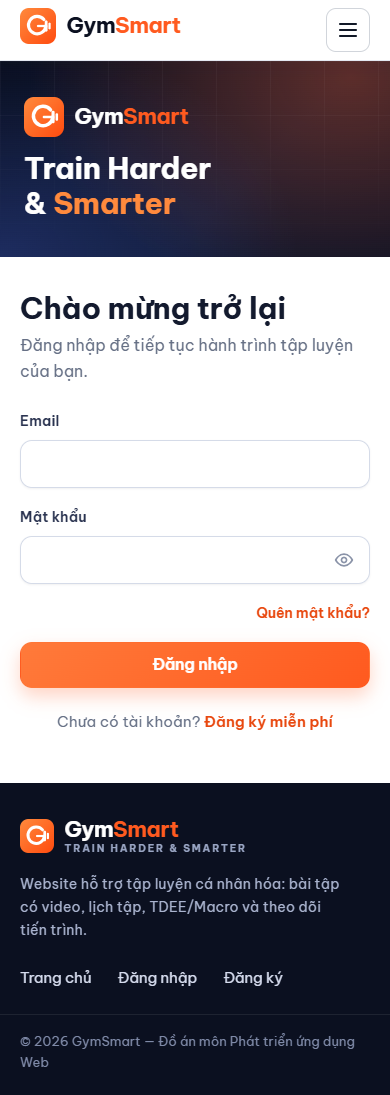 GymSmart
GymSmart
Train Harder
& Smarter
Chào mừng trở lại
Đăng nhập để tiếp tục hành trình tập luyện
của bạn.
Email
Mật khẩu
Quên mật khẩu?
Đăng nhập
Chưa có tài khoản? Đăng ký miễn phí
GymSmart
TRAIN HARDER & SMARTER
Website hỗ trợ tập luyện cá nhân hóa: bài tập
có video, lịch tập, TDEE/Macro và theo dõi
tiến trình.
Trang chủ Đăng nhập Đăng ký
© 2026 GymSmart — Đồ án môn Phát triển ứng dụng
Web